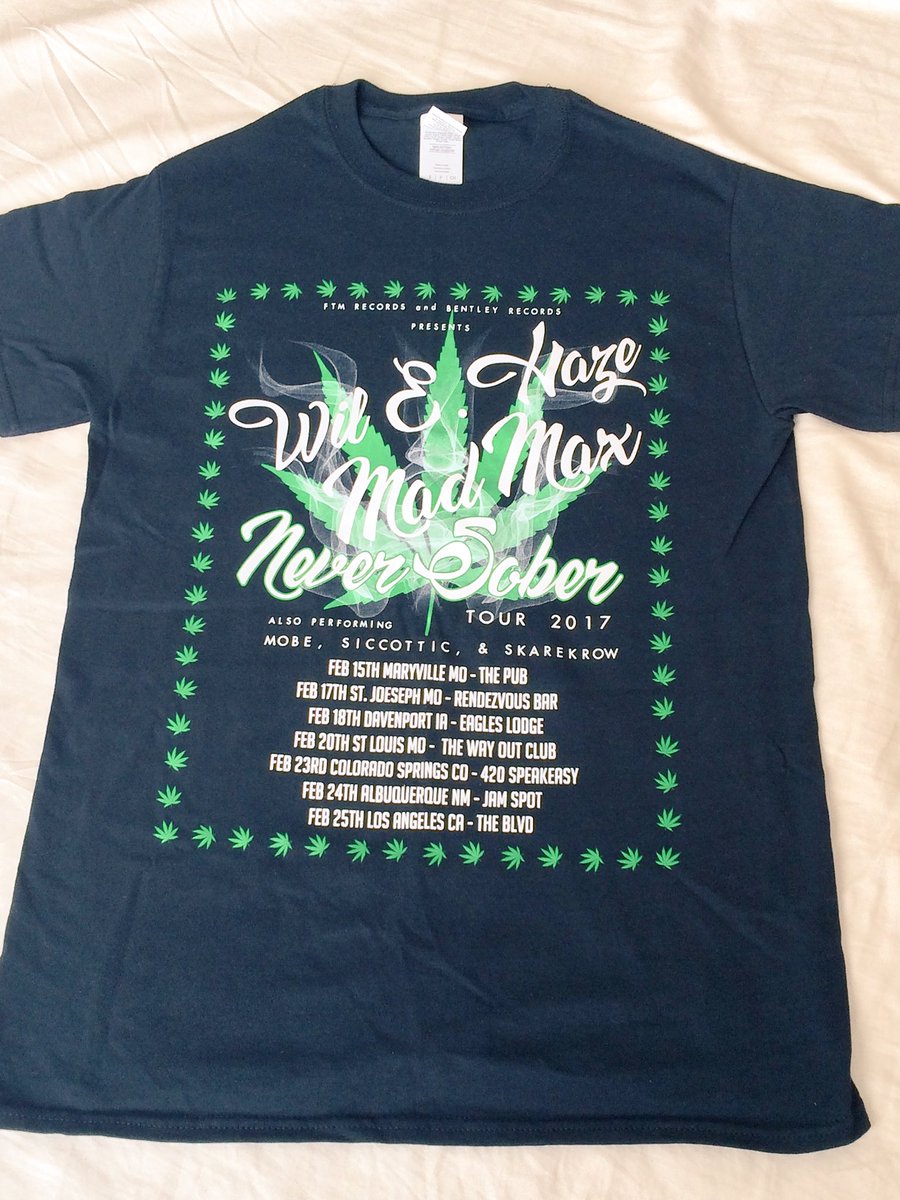 FTM RECORDS and BENTLEY RECORDS
PRESENTS
Wil E. Haze
Mad Max
Never Sober
TOUR 2017
ALSO PERFORMING
MOBE, SICCOTTIC, & SKAREKROW
FEB 15TH MARYVILLE MO - THE PUB
FEB 17TH ST. JOESEPH MO - RENDEZVOUS BAR
FEB 18TH DAVENPORT IA - EAGLES LODGE
FEB 20TH ST LOUIS MO - THE WAY OUT CLUB
FEB 23RD COLORADO SPRINGS CO - 420 SPEAKEASY
FEB 24TH ALBUQUERQUE NM - JAM SPOT
FEB 25TH LOS ANGELES CA - THE BLVD